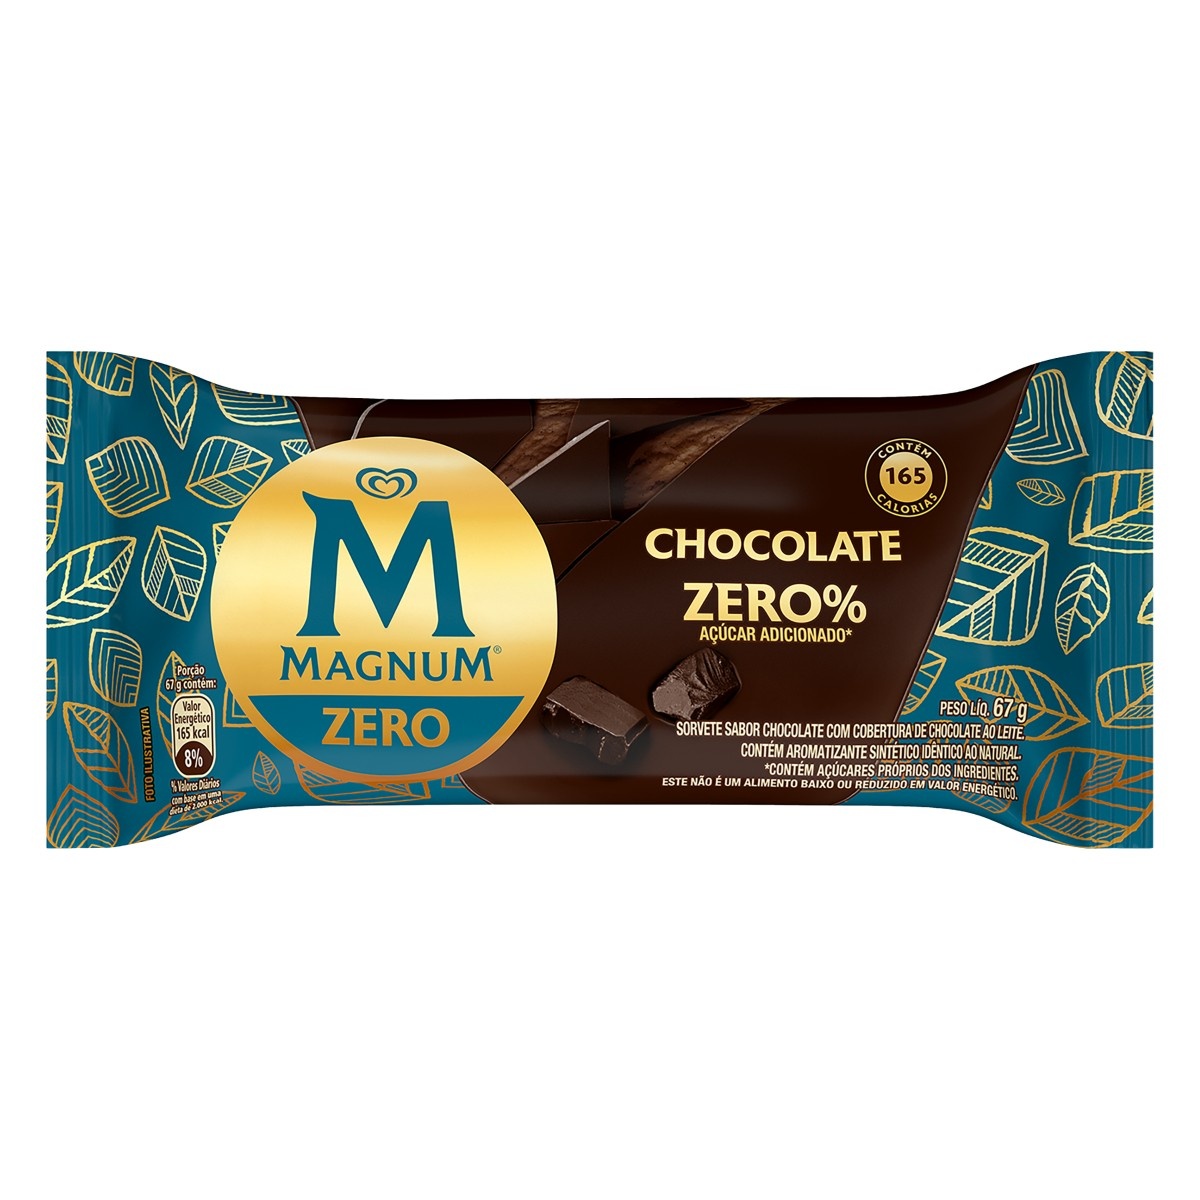 M
MAGNUM®
ZERO
CHOCOLATE
ZERO%
AÇÚCAR ADICIONADO*
CONTÉM
165
CALORIAS
PESO LÍQ. 67 g
SORVETE SABOR CHOCOLATE COM COBERTURA DE CHOCOLATE AO LEITE.
CONTÉM AROMATIZANTE SINTÉTICO IDÊNTICO AO NATURAL.
*CONTÉM AÇÚCARES PRÓPRIOS DOS INGREDIENTES.
ESTE NÃO É UM ALIMENTO BAIXO OU REDUZIDO EM VALOR ENERGÉTICO.
FOTO ILUSTRATIVA
Porção
67 g contém:
Valor
Energético
165 kcal
8%
% Valores Diários
com base em uma
dieta de 2.000 kcal